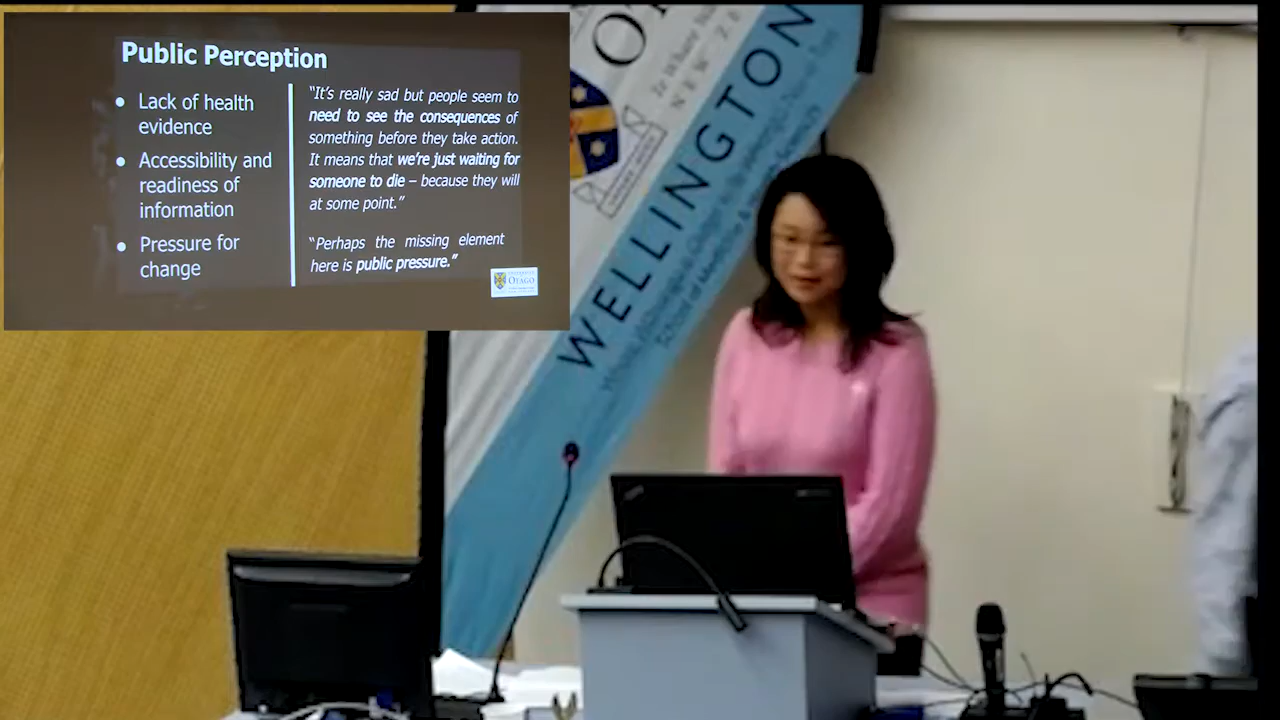 Public Perception
• Lack of health
evidence
• Accessibility and
readiness of
information
• Pressure for
change
"It's really sad but people seem to
need to see the consequences of
something before they take action.
It means that we're just waiting for
someone to die – because they will
at some point."
"Perhaps the missing element
here is public pressure."
OTAGO
WELLINGTON